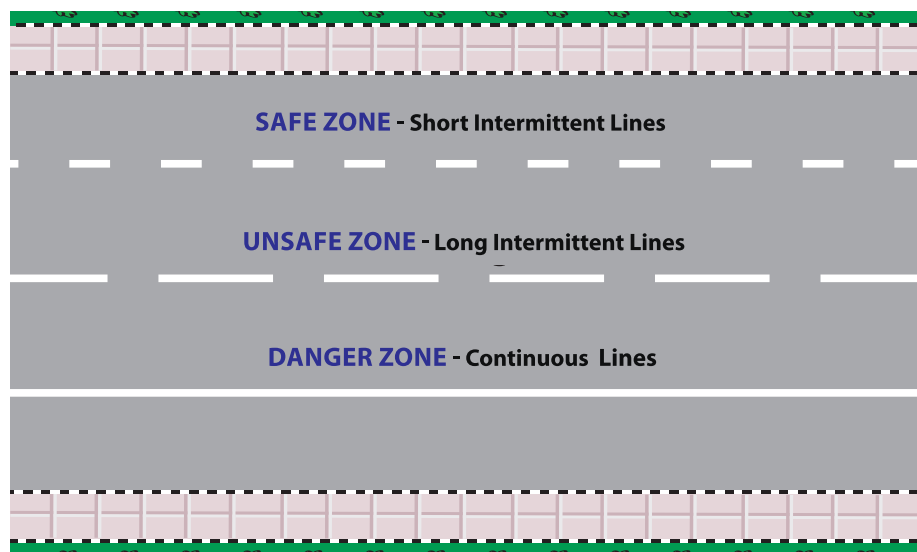 SAFE ZONE - Short Intermittent Lines
UNSAFE ZONE - Long Intermittent Lines
DANGER ZONE - Continuous Lines